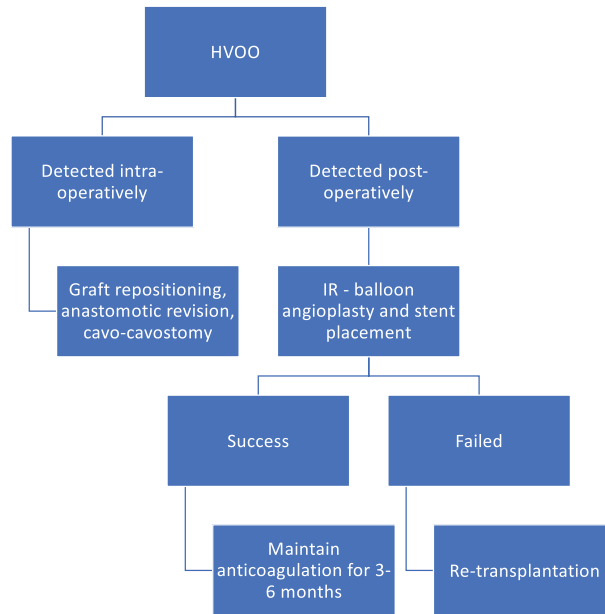 HVOO
Detected intra-
operatively
Detected post-
operatively
Graft repositioning,
anastomotic revision,
cavo-cavostomy
IR - balloon
angioplasty and stent
placement
Success
Failed
Maintain
anticoagulation for 3-
6 months
Re-transplantation